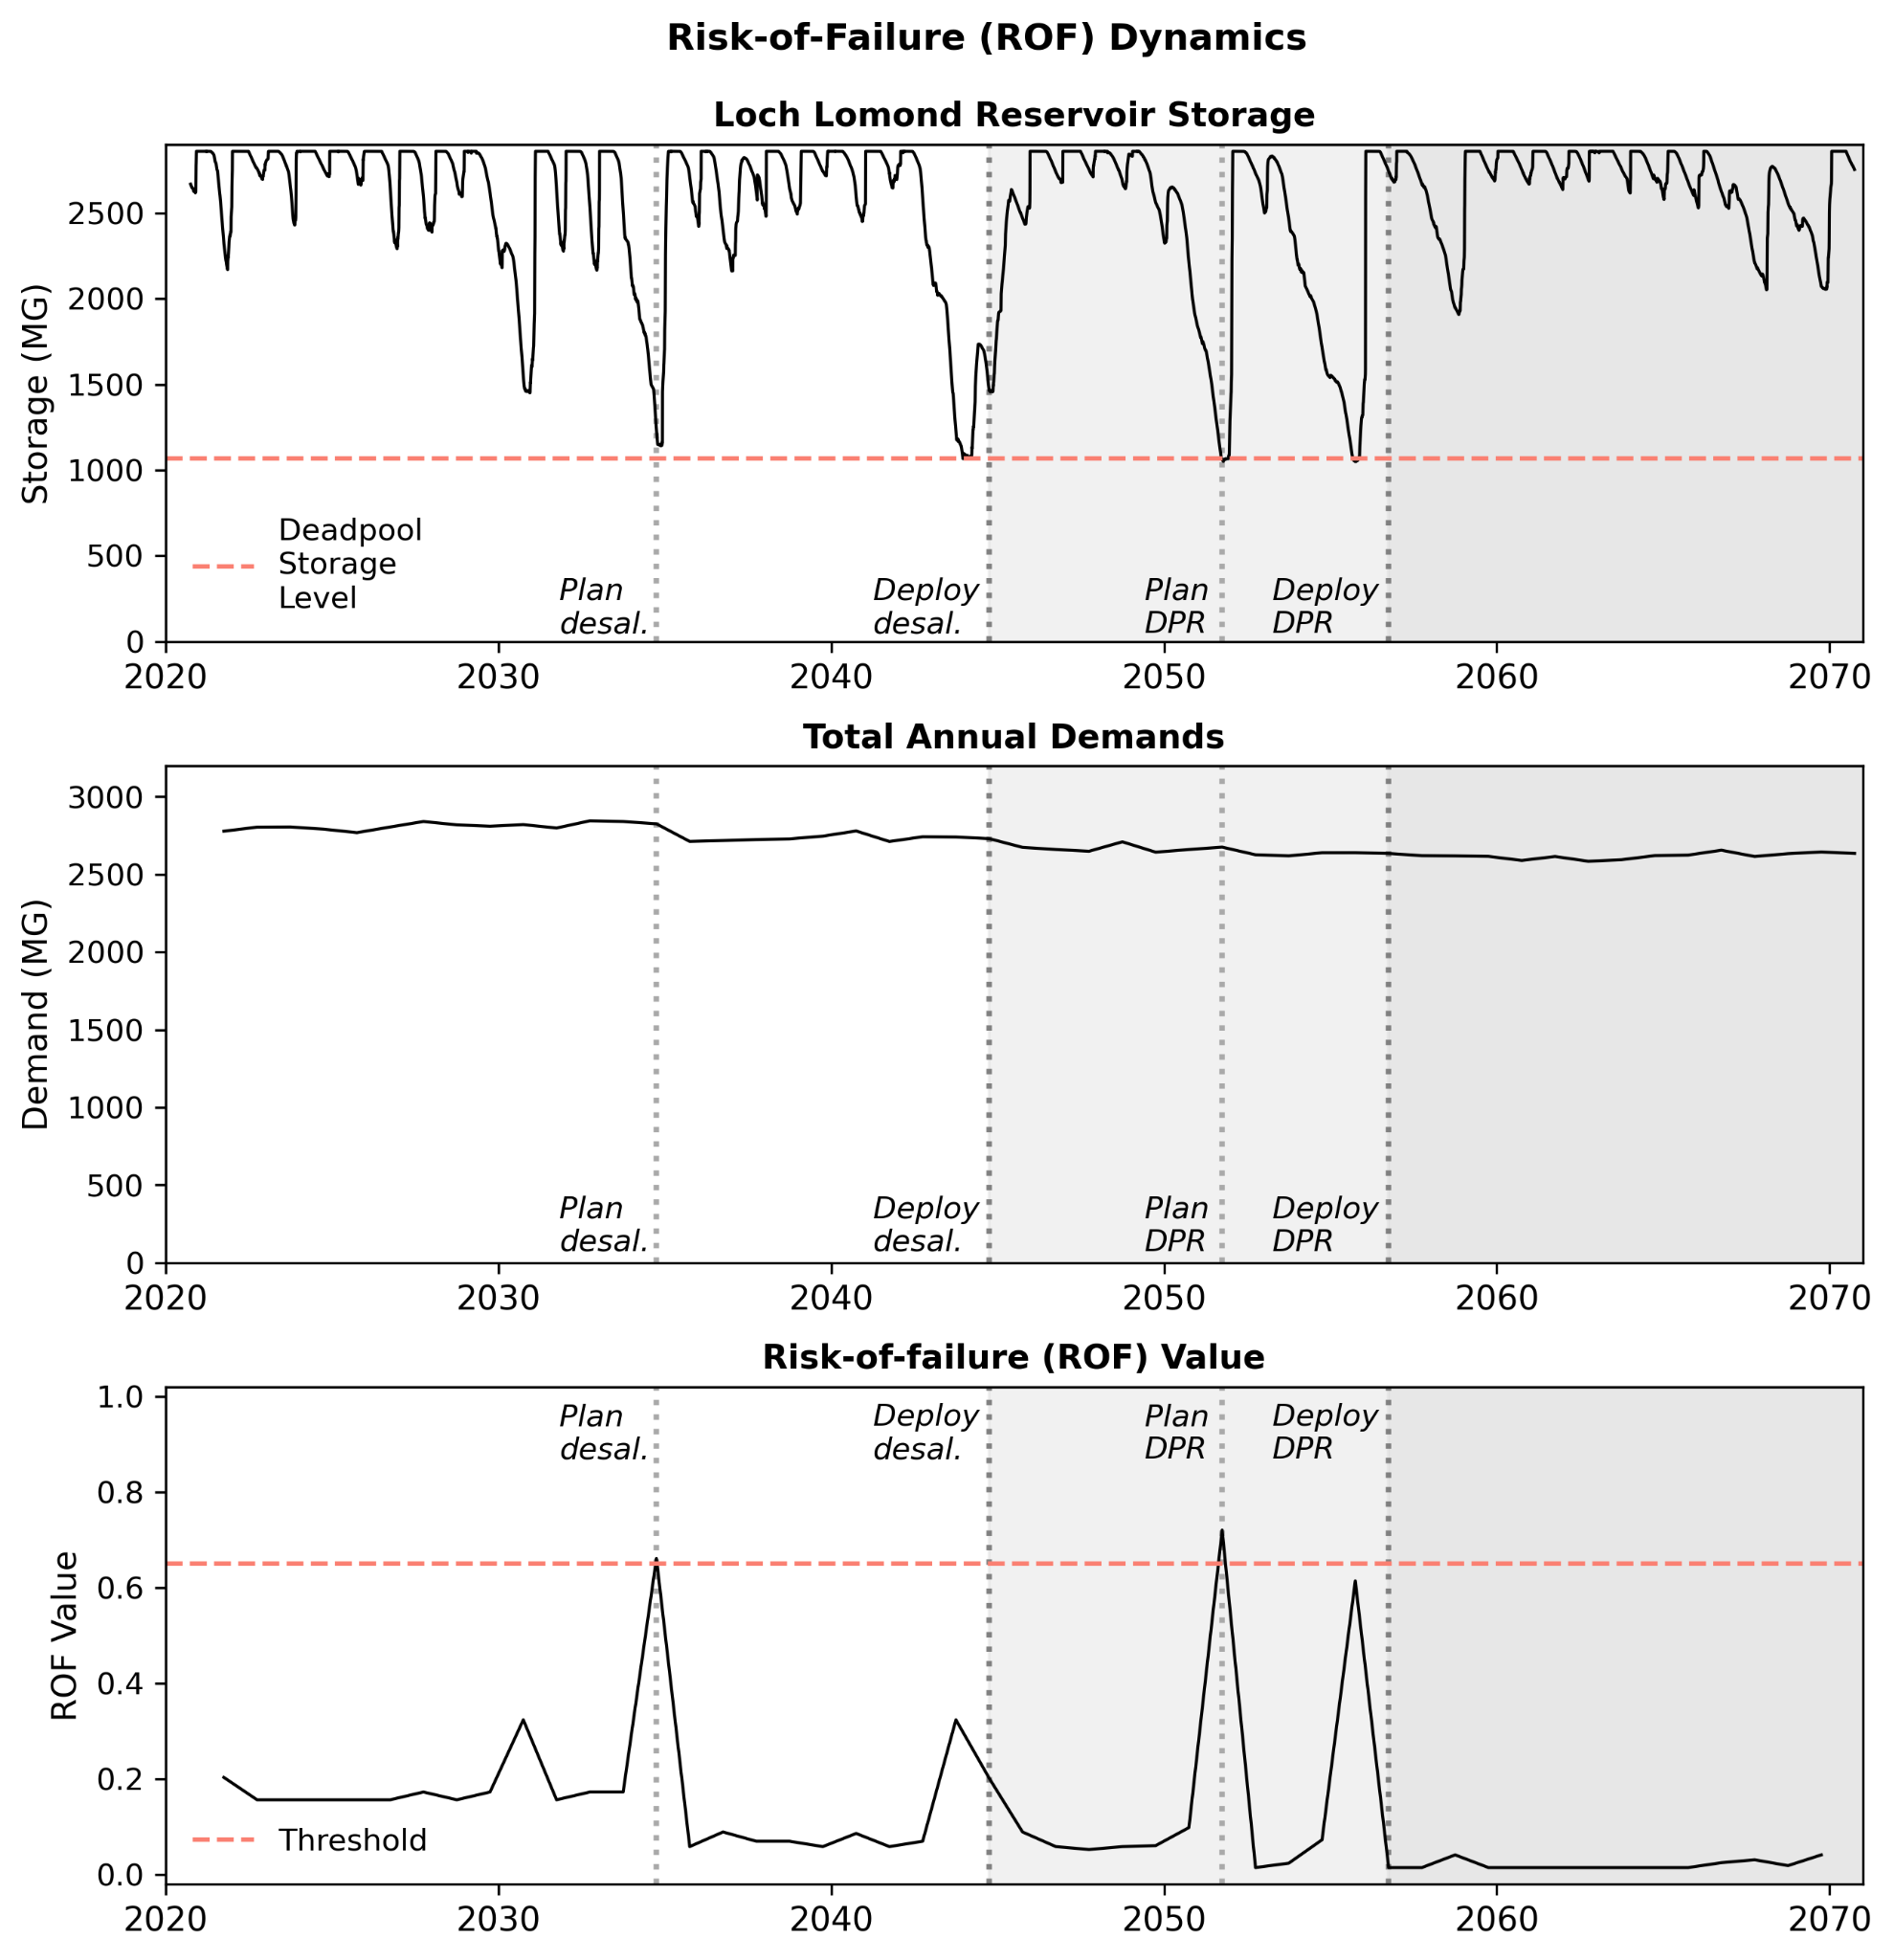 Risk-of-Failure (ROF) Dynamics
Loch Lomond Reservoir Storage
Storage (MG)
2500
2000
1500
1000
500
0
Deadpool
Storage
Level
Plan
desal.
Deploy
desal.
Plan
DPR
Deploy
DPR
2020 2030 2040 2050 2060 2070
Total Annual Demands
Demand (MG)
3000
2500
2000
1500
1000
500
0
Plan
desal.
Deploy
desal.
Plan
DPR
Deploy
DPR
2020 2030 2040 2050 2060 2070
Risk-of-failure (ROF) Value
ROF Value
1.0
0.8
0.6
0.4
0.2
0.0
Plan
desal.
Deploy
desal.
Plan
DPR
Deploy
DPR
Threshold
2020 2030 2040 2050 2060 2070